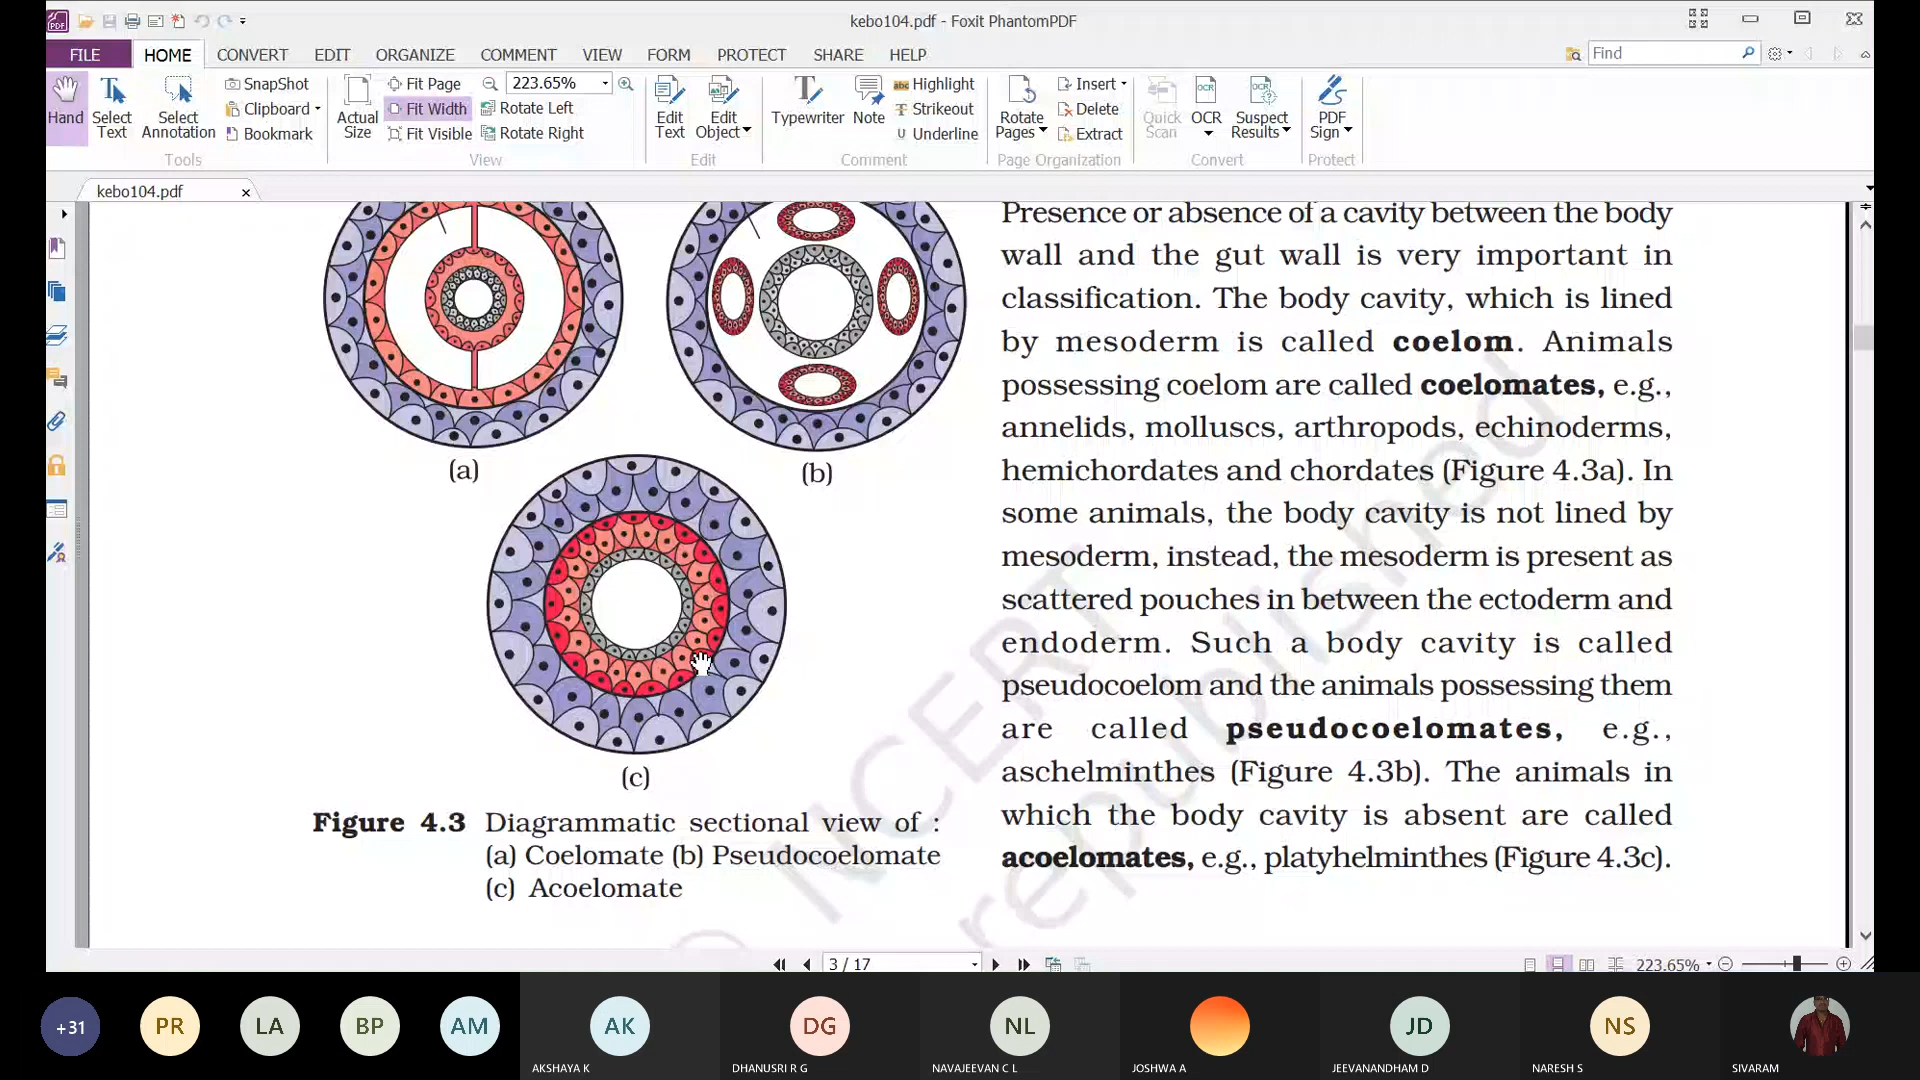 kebo104.pdf - Foxit PhantomPDF
FILE HOME CONVERT EDIT ORGANIZE COMMENT VIEW FORM PROTECT SHARE HELP
Find
Hand
Select Text
Select Annotation
SnapShot
Clipboard
Bookmark
Tools
Actual Size
Fit Page
Fit Width
Fit Visible
223.65%
Rotate Left
Rotate Right
View
Edit Text
Edit Object
Edit
Typewriter
Note
Highlight
Strikeout
Underline
Comment
Rotate Pages
Insert
Delete
Extract
Page Organization
Quick Scan
OCR
Suspect Results
Convert
PDF Sign
Protect
kebo104.pdf
(a)
(b)
(c)
Figure 4.3 Diagrammatic sectional view of :
(a) Coelomate (b) Pseudocoelomate
(c) Acoelomate
Presence or absence of a cavity between the body
wall and the gut wall is very important in
classification. The body cavity, which is lined
by mesoderm is called coelom. Animals
possessing coelom are called coelomates, e.g.,
annelids, molluscs, arthropods, echinoderms,
hemichordates and chordates (Figure 4.3a). In
some animals, the body cavity is not lined by
mesoderm, instead, the mesoderm is present as
scattered pouches in between the ectoderm and
endoderm. Such a body cavity is called
pseudocoelom and the animals possessing them
are called pseudocoelomates, e.g.,
aschelminthes (Figure 4.3b). The animals in
which the body cavity is absent are called
acoelomates, e.g., platyhelminthes (Figure 4.3c).
© NCERT
republished
3 / 17
223.65%
+31
PR
LA
BP
AM
AK
DG
NL
JD
NS
AKSHAYA K
DHANUSRI R G
NAVAJEEVAN C L
JOSHWA A
JEEVANANDHAM D
NARESH S
SIVARAM